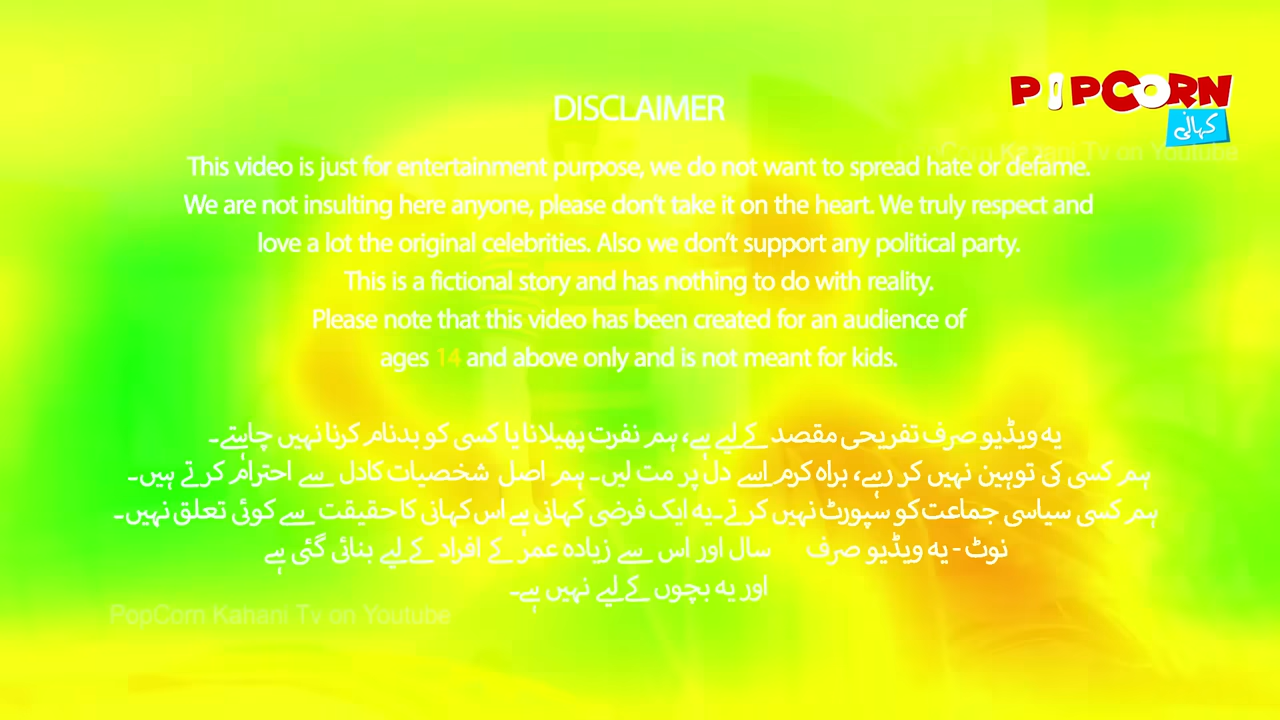 POPCORN
کہانی
PopCorn Kahani Tv on Youtube
DISCLAIMER
This video is just for entertainment purpose, we do not want to spread hate or defame.
We are not insulting here anyone, please don't take it on the heart. We truly respect and
love a lot the original celebrities. Also we don't support any political party.
This is a fictional story and has nothing to do with reality.
Please note that this video has been created for an audience of
ages 14 and above only and is not meant for kids.
یہ ویڈیو صرف تفریحی مقصد کے لیے ہے، ہم نفرت پھیلانا یا کسی کو بدنام کرنا نہیں چاہتے۔
ہم کسی کی توہین نہیں کر رہے، براہ کرم اسے دل پر مت لیں۔ ہم اصل شخصیات کا دل سے احترام کرتے ہیں۔
ہم کسی سیاسی جماعت کو سپورٹ نہیں کرتے۔ یہ ایک فرضی کہانی ہے اس کہانی کا حقیقت سے کوئی تعلق نہیں۔
نوٹ - یہ ویڈیو صرف سال اور اس سے زیادہ عمر کے افراد کے لیے بنائی گئی ہے
اور یہ بچوں کے لیے نہیں ہے۔
PopCorn Kahani Tv on Youtube